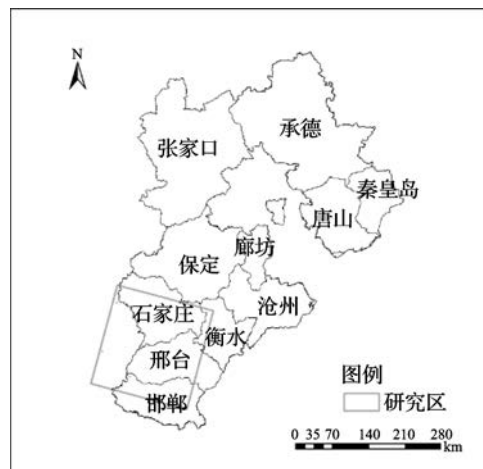 N
承德
张家口
秦皇岛
唐山
廊坊
保定
沧州
石家庄
衡水
邢台
邯郸
图例
研究区
0 35 70 140 210 280
km